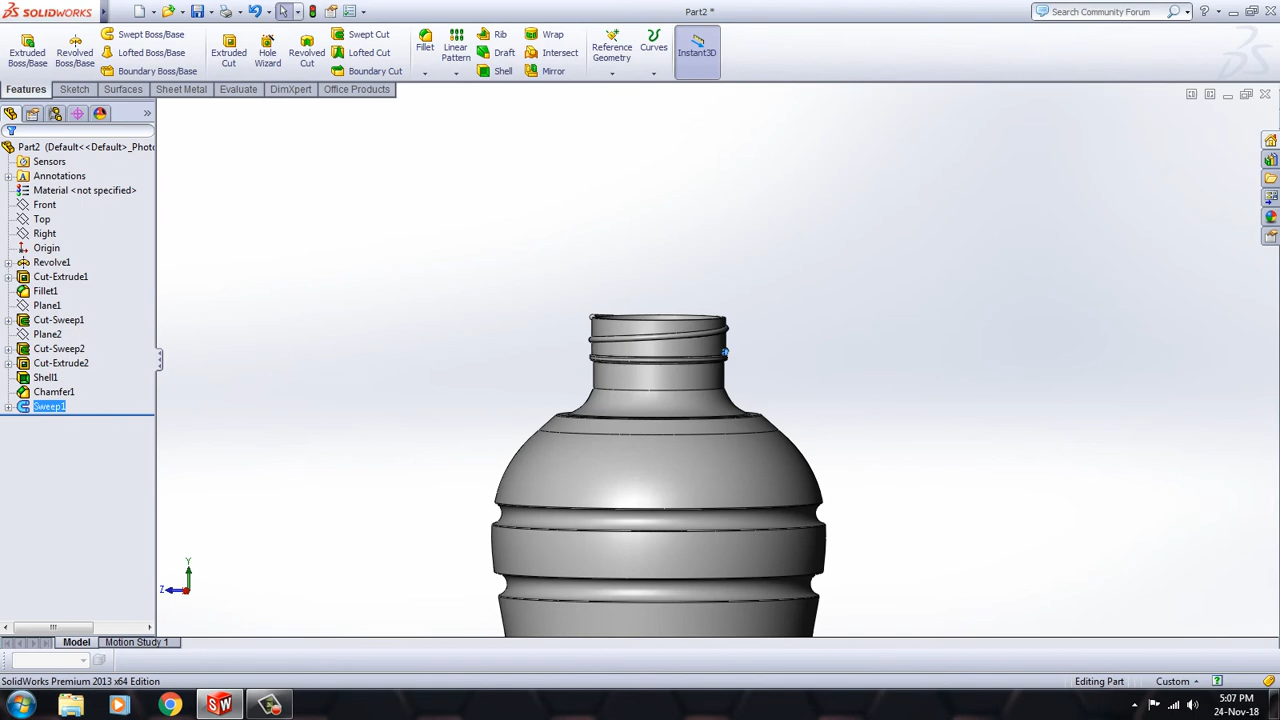 SOLIDWORKS
Part2 *
Search Community Forum
Extruded Boss/Base
Revolved Boss/Base
Swept Boss/Base
Lofted Boss/Base
Boundary Boss/Base
Extruded Cut
Hole Wizard
Revolved Cut
Swept Cut
Lofted Cut
Boundary Cut
Fillet
Linear Pattern
Rib
Draft
Shell
Wrap
Intersect
Mirror
Reference Geometry
Curves
Instant3D
Features
Sketch
Surfaces
Sheet Metal
Evaluate
DimXpert
Office Products
Part2 (Default<<Default>_Photo
Sensors
Annotations
Material <not specified>
Front
Top
Right
Origin
Revolve1
Cut-Extrude1
Fillet1
Plane1
Cut-Sweep1
Plane2
Cut-Sweep2
Cut-Extrude2
Shell1
Chamfer1
Sweep1
Y
Z
Model
Motion Study 1
SolidWorks Premium 2013 x64 Edition
Editing Part
Custom
5:07 PM
24-Nov-18